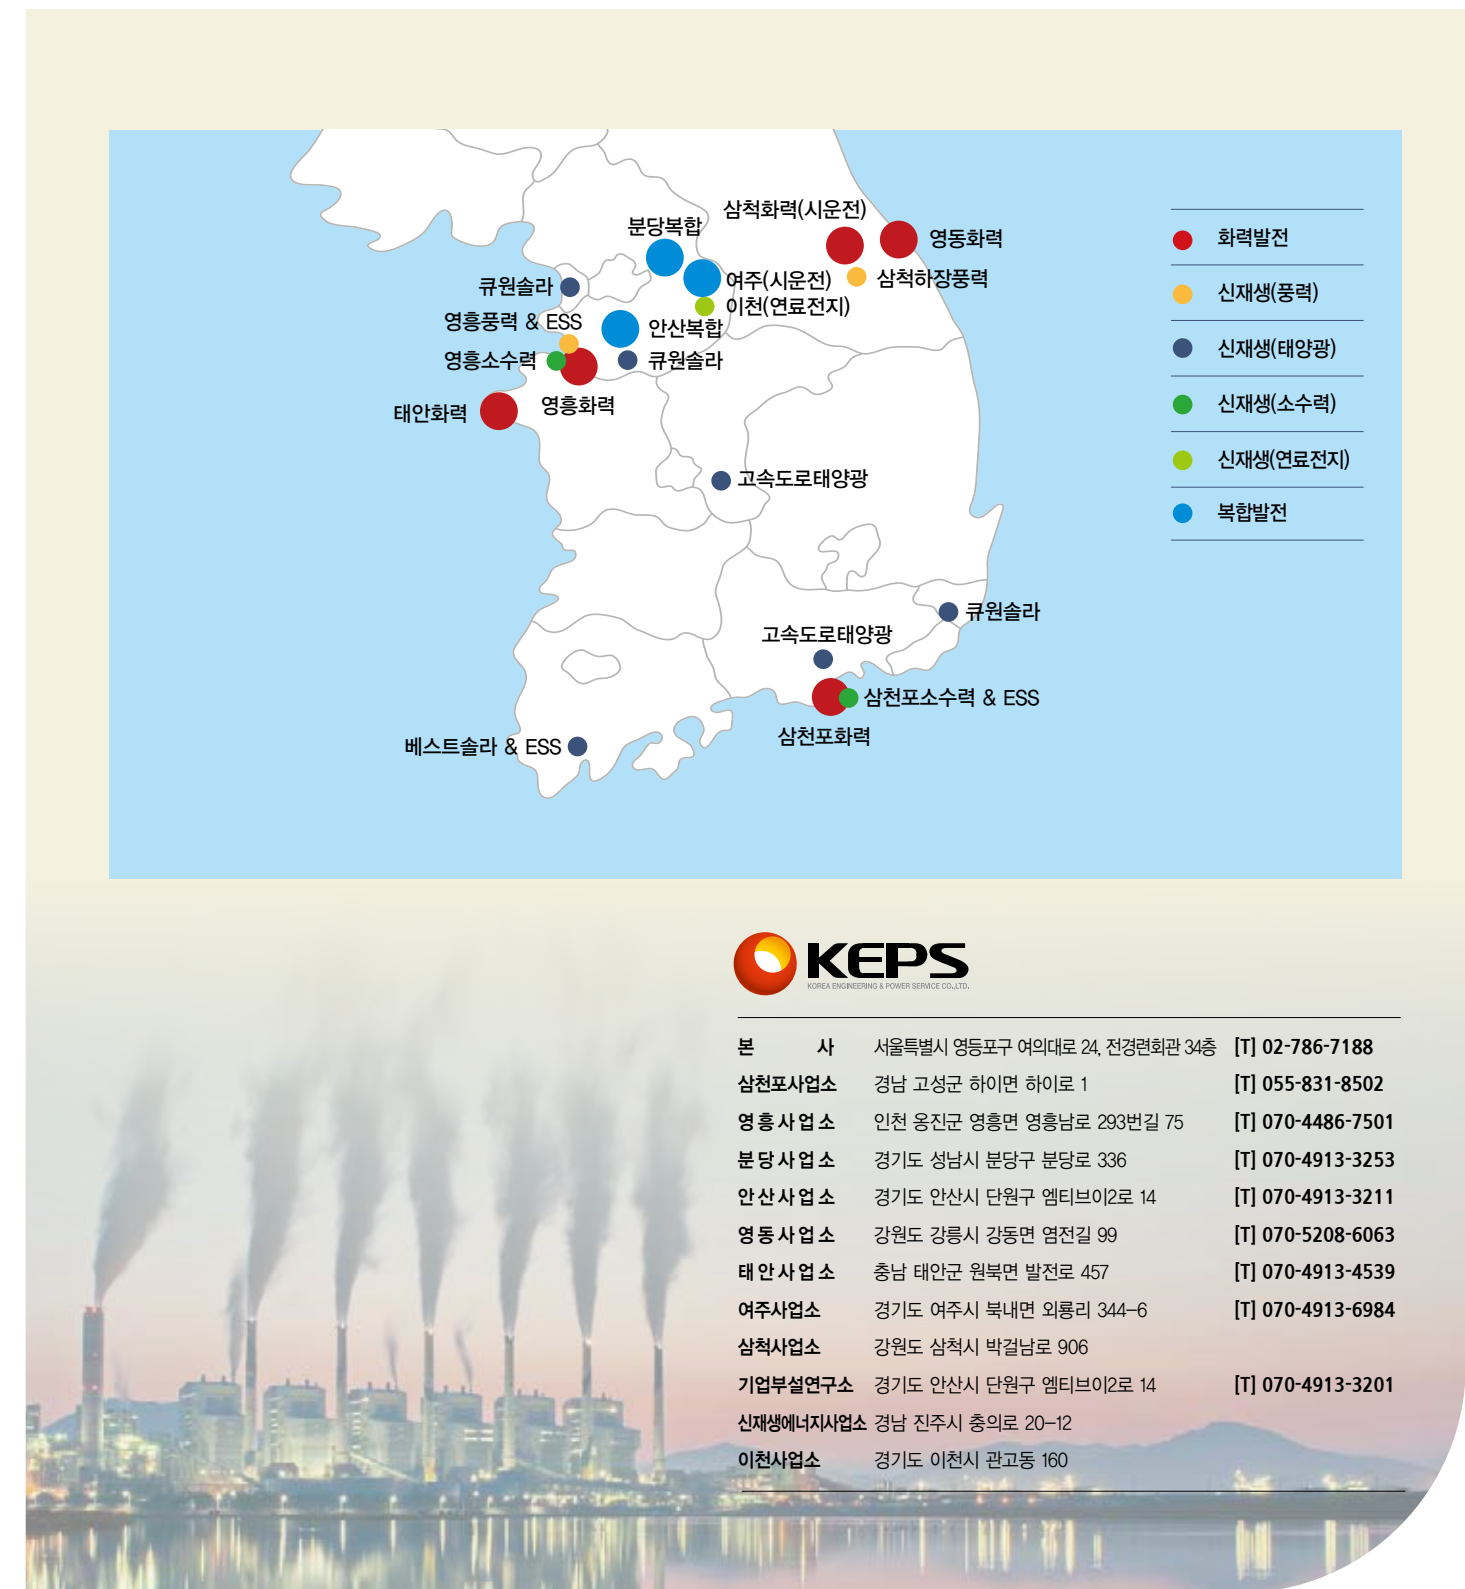 삼척화력(시운전)
분당복합
영동화력
화력발전
삼척하장풍력
여주(시운전)
큐원솔라
신재생(풍력)
이천(연료전지)
영흥풍력 & ESS
안산복합
신재생(태양광)
영흥소수력
큐원솔라
영흥화력
태안화력
신재생(소수력)
신재생(연료전지)
고속도로태양광
복합발전
큐원솔라
고속도로태양광
삼천포소수력 & ESS
삼천포화력
베스트솔라 & ESS
KEPS
KOREA ENGINEERING & POWER SERVICE CO.,LTD.
본 사 서울특별시 영등포구 여의대로 24, 전경련회관 34층 [T] 02-786-7188
삼천포사업소 경남 고성군 하이면 하이로 1 [T] 055-831-8502
영흥사업소 인천 옹진군 영흥면 영흥남로 293번길 75 [T] 070-4486-7501
분당사업소 경기도 성남시 분당구 분당로 336 [T] 070-4913-3253
안산사업소 경기도 안산시 단원구 엠티브이2로 14 [T] 070-4913-3211
영동사업소 강원도 강릉시 강동면 염전길 99 [T] 070-5208-6063
태안사업소 충남 태안군 원북면 발전로 457 [T] 070-4913-4539
여주사업소 경기도 여주시 북내면 외룡리 344-6 [T] 070-4913-6984
삼척사업소 강원도 삼척시 박걸남로 906
기업부설연구소 경기도 안산시 단원구 엠티브이2로 14 [T] 070-4913-3201
신재생에너지사업소 경남 진주시 충의로 20-12
이천사업소 경기도 이천시 관고동 160